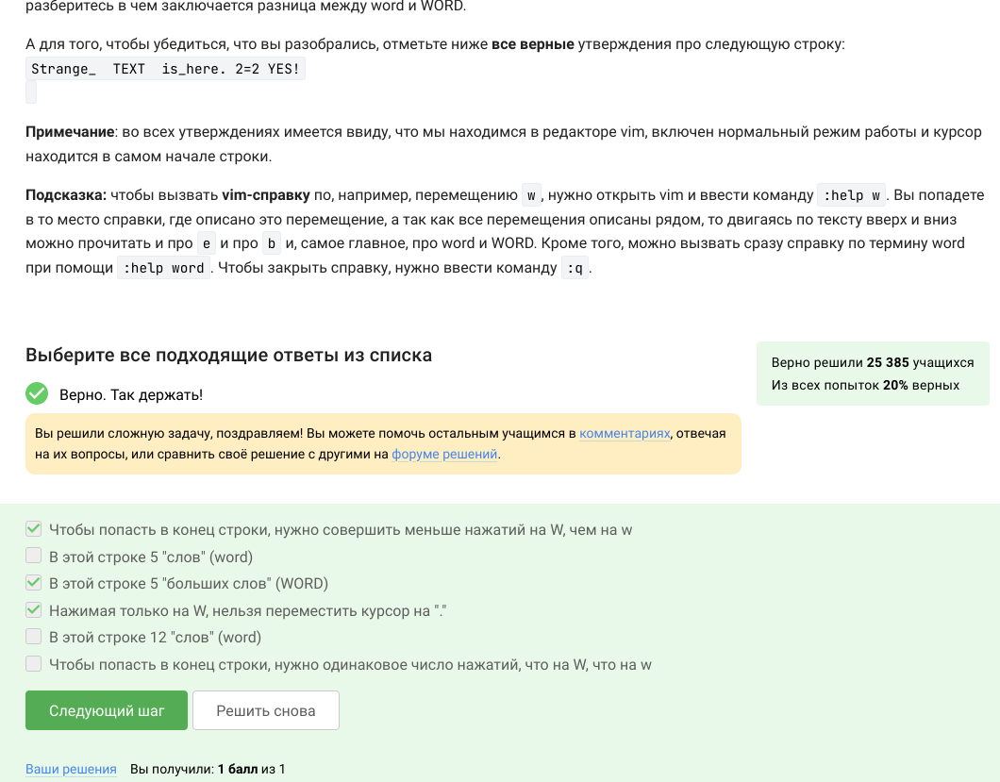 разберитесь в чем заключается разница между word и WORD.
А для того, чтобы убедиться, что вы разобрались, отметьте ниже все верные утверждения про следующую строку:
Strange_  TEXT  is_here. 2=2 YES!
Примечание: во всех утверждениях имеется ввиду, что мы находимся в редакторе vim, включен нормальный режим работы и курсор
находится в самом начале строки.
Подсказка: чтобы вызвать vim-справку по, например, перемещению w, нужно открыть vim и ввести команду :help w. Вы попадете
в то место справки, где описано это перемещение, а так как все перемещения описаны рядом, то двигаясь по тексту вверх и вниз
можно прочитать и про e и про b и, самое главное, про word и WORD. Кроме того, можно вызвать сразу справку по термину word
при помощи :help word. Чтобы закрыть справку, нужно ввести команду :q.
Выберите все подходящие ответы из списка
Верно решили 25 385 учащихся
Из всех попыток 20% верных
Верно. Так держать!
Вы решили сложную задачу, поздравляем! Вы можете помочь остальным учащимся в комментариях, отвечая
на их вопросы, или сравнить своё решение с другими на форуме решений.
Чтобы попасть в конец строки, нужно совершить меньше нажатий на W, чем на w
В этой строке 5 "слов" (word)
В этой строке 5 "больших слов" (WORD)
Нажимая только на W, нельзя переместить курсор на "."
В этой строке 12 "слов" (word)
Чтобы попасть в конец строки, нужно одинаковое число нажатий, что на W, что на w
Следующий шаг
Решить снова
Ваши решения Вы получили: 1 балл из 1